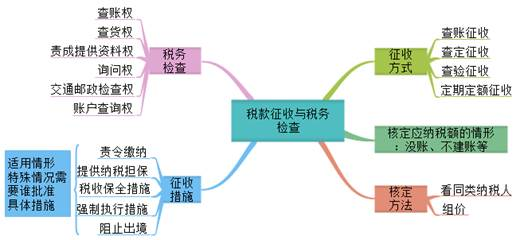 查账权
查货权
责成提供资料权
询问权
交通邮政检查权
账户查询权
税务
检查
税款征收与税务
检查
征收
方式
查账征收
查定征收
查验征收
定期定额征收
核定应纳税额的情形
：没账、不建账等
核定
方法
看同类纳税人
组价
适用情形
特殊情况需
要谁批准
具体措施
责令缴纳
提供纳税担保
税收保全措施
强制执行措施
阻止出境
征收
措施